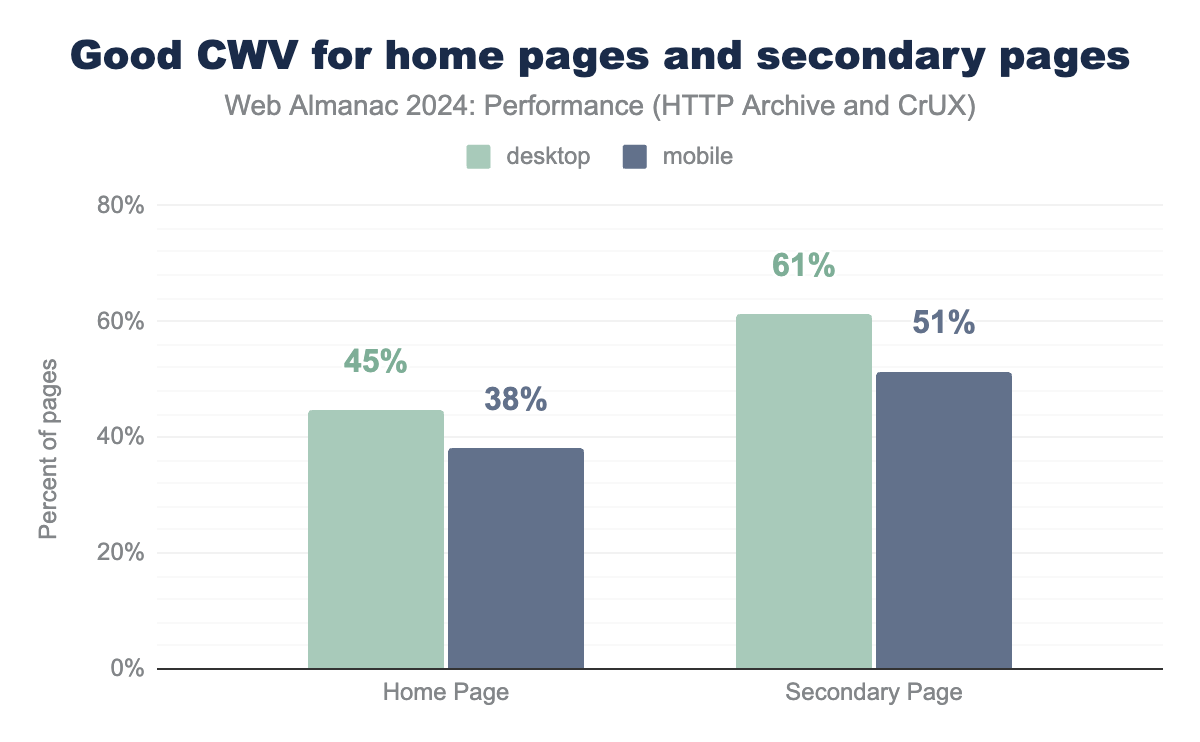 Good CWV for home pages and secondary pages
Web Almanac 2024: Performance (HTTP Archive and CrUX)
desktop mobile
80%
60%
40%
20%
0%
Percent of pages
45%
38%
61%
51%
Home Page
Secondary Page